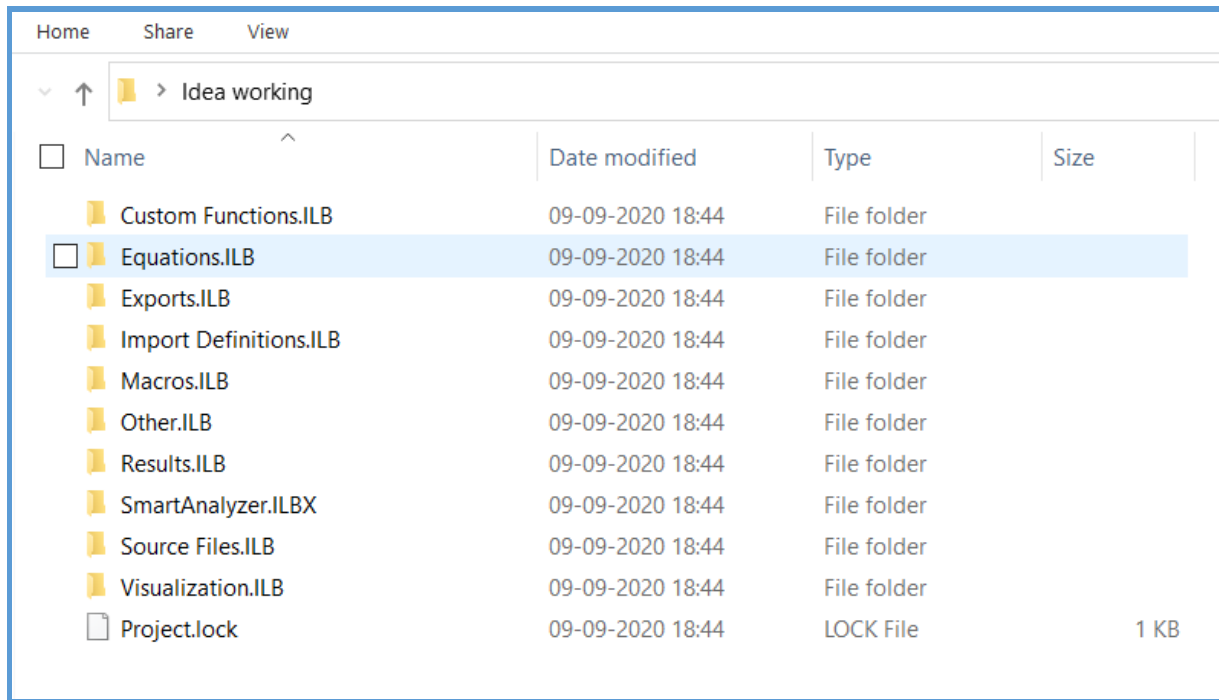 Home Share View
Idea working
Name Date modified Type Size
Custom Functions.ILB 09-09-2020 18:44 File folder
Equations.ILB 09-09-2020 18:44 File folder
Exports.ILB 09-09-2020 18:44 File folder
Import Definitions.ILB 09-09-2020 18:44 File folder
Macros.ILB 09-09-2020 18:44 File folder
Other.ILB 09-09-2020 18:44 File folder
Results.ILB 09-09-2020 18:44 File folder
SmartAnalyzer.ILBX 09-09-2020 18:44 File folder
Source Files.ILB 09-09-2020 18:44 File folder
Visualization.ILB 09-09-2020 18:44 File folder
Project.lock 09-09-2020 18:44 LOCK File 1 KB